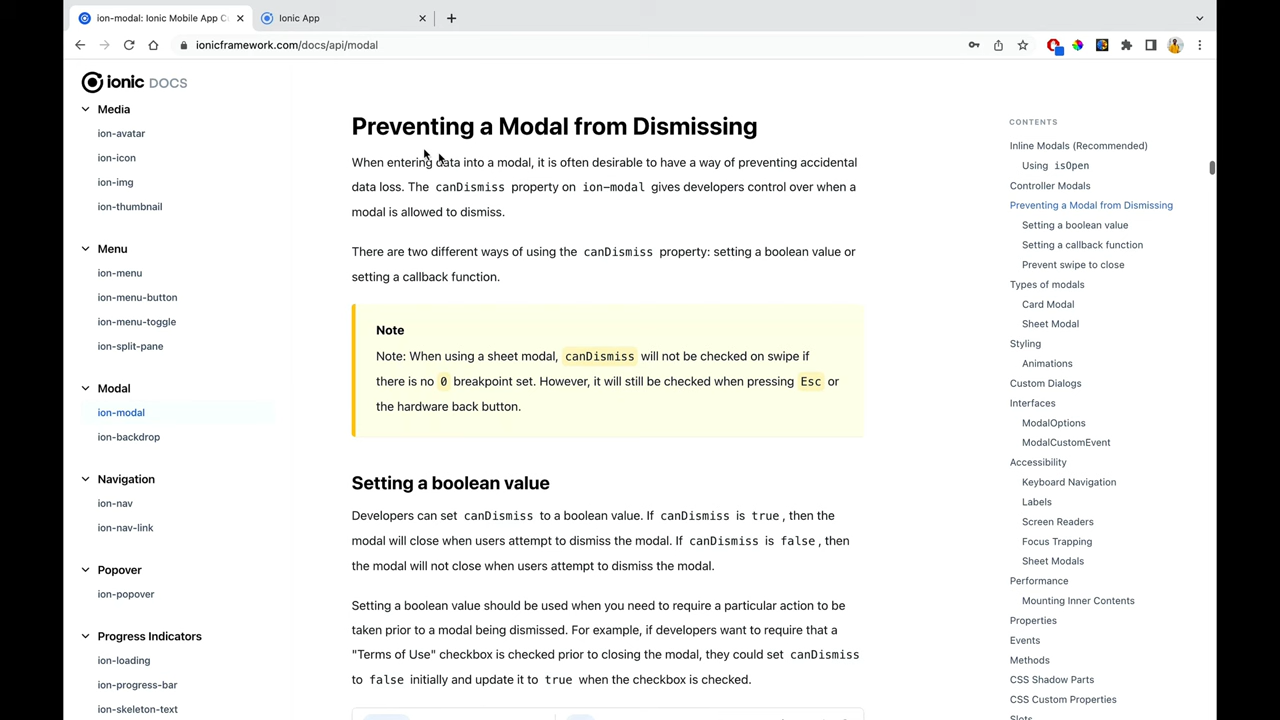 ion-modal: Ionic Mobile App C
Ionic App
ionicframework.com/docs/api/modal
ionic DOCS
Media
ion-avatar
ion-icon
ion-img
ion-thumbnail
Menu
ion-menu
ion-menu-button
ion-menu-toggle
ion-split-pane
Modal
ion-modal
ion-backdrop
Navigation
ion-nav
ion-nav-link
Popover
ion-popover
Progress Indicators
ion-loading
ion-progress-bar
ion-skeleton-text
Preventing a Modal from Dismissing
When entering data into a modal, it is often desirable to have a way of preventing accidental
data loss. The canDismiss property on ion-modal gives developers control over when a
modal is allowed to dismiss.
There are two different ways of using the canDismiss property: setting a boolean value or
setting a callback function.
Note
Note: When using a sheet modal, canDismiss will not be checked on swipe if
there is no 0 breakpoint set. However, it will still be checked when pressing Esc or
the hardware back button.
Setting a boolean value
Developers can set canDismiss to a boolean value. If canDismiss is true, then the
modal will close when users attempt to dismiss the modal. If canDismiss is false, then
the modal will not close when users attempt to dismiss the modal.
Setting a boolean value should be used when you need to require a particular action to be
taken prior to a modal being dismissed. For example, if developers want to require that a
"Terms of Use" checkbox is checked prior to closing the modal, they could set canDismiss
to false initially and update it to true when the checkbox is checked.
CONTENTS
Inline Modals (Recommended)
Using isOpen
Controller Modals
Preventing a Modal from Dismissing
Setting a boolean value
Setting a callback function
Prevent swipe to close
Types of modals
Card Modal
Sheet Modal
Styling
Animations
Custom Dialogs
Interfaces
ModalOptions
ModalCustomEvent
Accessibility
Keyboard Navigation
Labels
Screen Readers
Focus Trapping
Sheet Modals
Performance
Mounting Inner Contents
Properties
Events
Methods
CSS Shadow Parts
CSS Custom Properties
Slots